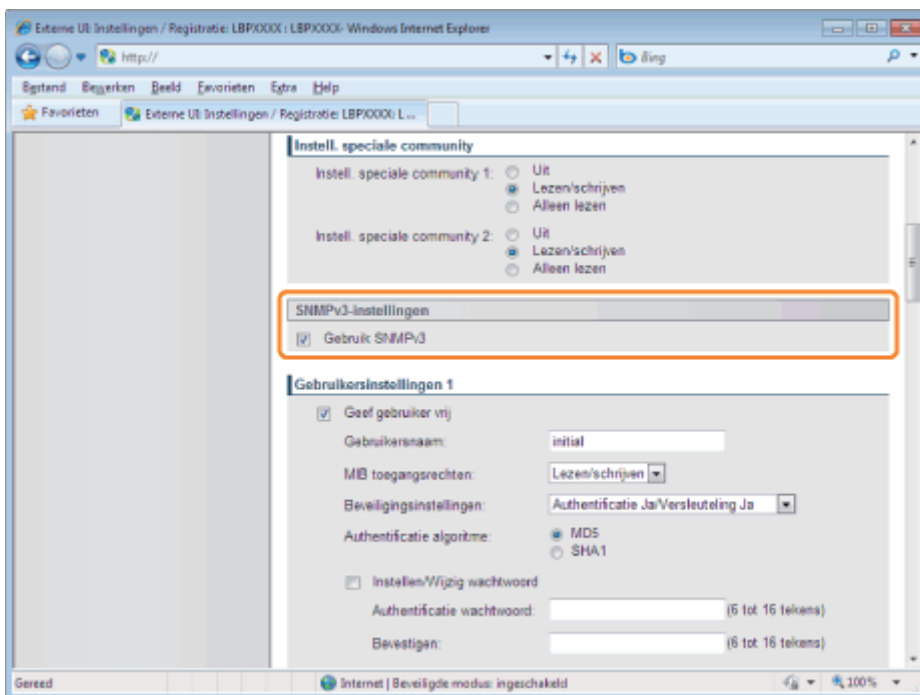 Externe UI: Instellingen / Registratie: LBPXXXX : LBPXXXX- Windows Internet Explorer
http://
Bing
Bestand Bewerken Beeld Favorieten Extra Help
Favorieten Externe UI: Instellingen / Registratie: LBPXXXX: L ...
Instell. speciale community
Instell. speciale community 1: Uit
Lezen/schrijven
Alleen lezen
Instell. speciale community 2: Uit
Lezen/schrijven
Alleen lezen
SNMPv3-instellingen
Gebruik SNMPv3
Gebruikersinstellingen 1
Geef gebruiker vrij
Gebruikersnaam: initial
MIB toegangsrechten: Lezen/schrijven
Beveiligingsinstellingen: Authentificatie Ja/Versleuteling Ja
Authentificatie algoritme: MD5
SHA1
Instellen/Wijzig wachtwoord
Authentificatie wachtwoord: (6 tot 16 tekens)
Bevestigen: (6 tot 16 tekens)
Gereed Internet | Beveiligde modus: ingeschakeld 100%